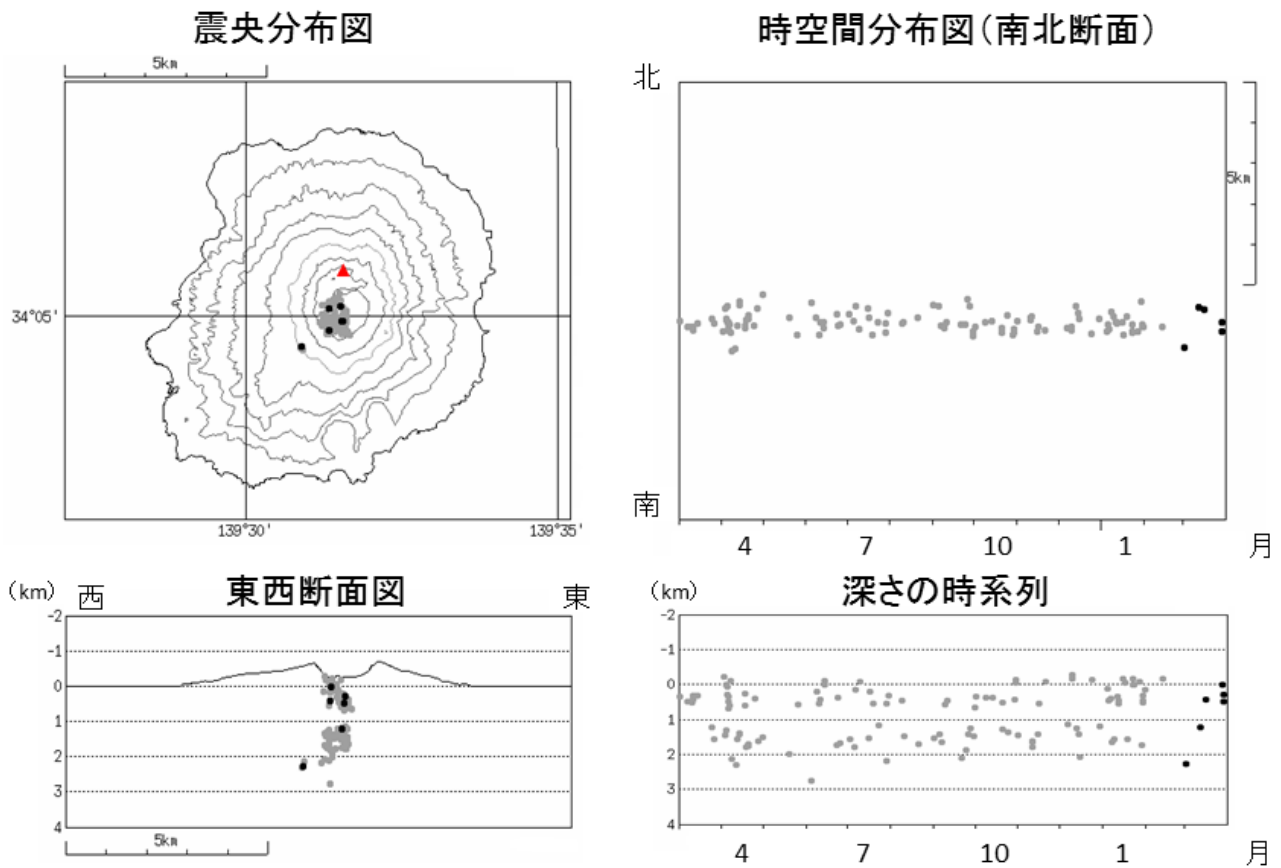 震央分布図
5km
34°05'
139°30'
139°35'
時空間分布図(南北断面)
北
南
5km
4 7 10 1 月
東西断面図
(km) 西 東
-2
-1
0
1
2
3
4
5km
深さの時系列
(km)
-2
-1
0
1
2
3
4
4 7 10 1 月